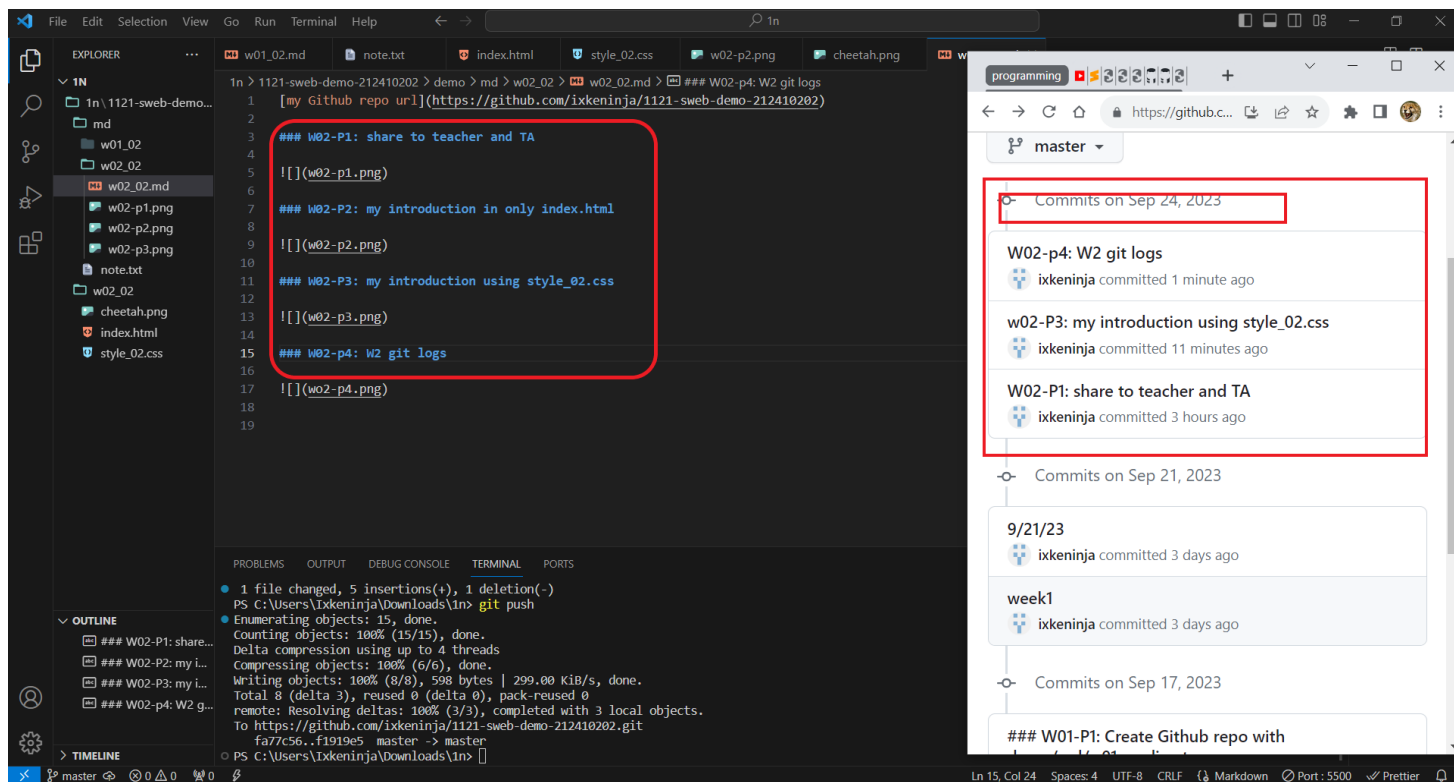 File Edit Selection View Go Run Terminal Help
1n
EXPLORER
1N
1n \ 1121-sweb-demo...
md
w01_02
w02_02
w02_02.md
w02-p1.png
w02-p2.png
w02-p3.png
note.txt
w02_02
cheetah.png
index.html
style_02.css
OUTLINE
### W02-P1: share...
### W02-P2: my i...
### W02-P3: my i...
### W02-p4: W2 g...
TIMELINE
w01_02.md note.txt index.html style_02.css w02-p2.png cheetah.png w
1n > 1121-sweb-demo-212410202 > demo > md > w02_02 > w02_02.md > ### W02-p4: W2 git logs
1 [my Github repo url](https://github.com/ixkeninja/1121-sweb-demo-212410202)
2
3 ### W02-P1: share to teacher and TA
4
5 ![](w02-p1.png)
6
7 ### W02-P2: my introduction in only index.html
8
9 ![](w02-p2.png)
10
11 ### W02-P3: my introduction using style_02.css
12
13 ![](w02-p3.png)
14
15 ### W02-p4: W2 git logs
16
17 ![](wo2-p4.png)
18
19
PROBLEMS OUTPUT DEBUG CONSOLE TERMINAL PORTS
1 file changed, 5 insertions(+), 1 deletion(-)
PS C:\Users\Ixkeninja\Downloads\1n> git push
Enumerating objects: 15, done.
Counting objects: 100% (15/15), done.
Delta compression using up to 4 threads
Compressing objects: 100% (6/6), done.
Writing objects: 100% (8/8), 598 bytes | 299.00 KiB/s, done.
Total 8 (delta 3), reused 0 (delta 0), pack-reused 0
remote: Resolving deltas: 100% (3/3), completed with 3 local objects.
To https://github.com/ixkeninja/1121-sweb-demo-212410202.git
fa77c56..f1919e5 master -> master
PS C:\Users\Ixkeninja\Downloads\1n>
programming
https://github.c...
master
Commits on Sep 24, 2023
W02-p4: W2 git logs
ixkeninja committed 1 minute ago
w02-P3: my introduction using style_02.css
ixkeninja committed 11 minutes ago
W02-P1: share to teacher and TA
ixkeninja committed 3 hours ago
Commits on Sep 21, 2023
9/21/23
ixkeninja committed 3 days ago
week1
ixkeninja committed 3 days ago
Commits on Sep 17, 2023
### W01-P1: Create Github repo with
master 0 0 0 Ln 15, Col 24 Spaces: 4 UTF-8 CRLF Markdown Port : 5500 Prettier